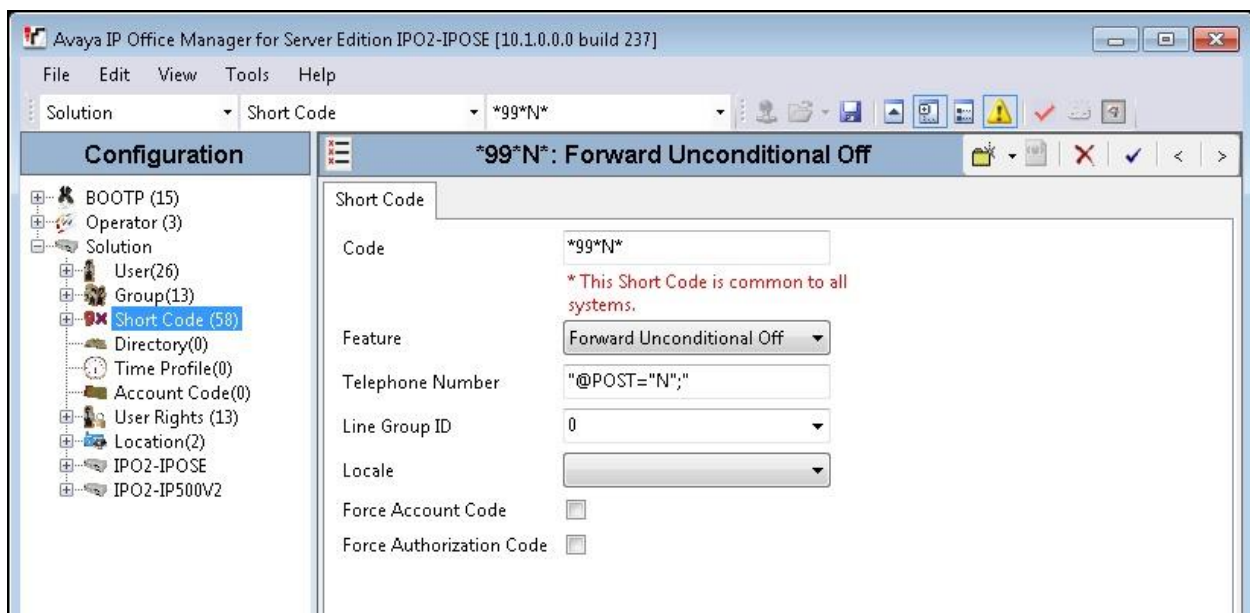 Avaya IP Office Manager for Server Edition IPO2-IPOSE [10.1.0.0.0 build 237]
File Edit View Tools Help
Solution Short Code *99*N*
Configuration
*99*N*: Forward Unconditional Off
BOOTP (15)
Operator (3)
Solution
User(26)
Group(13)
Short Code (58)
Directory(0)
Time Profile(0)
Account Code(0)
User Rights (13)
Location(2)
IPO2-IPOSE
IPO2-IP500V2
Short Code
Code *99*N*
* This Short Code is common to all
systems.
Feature Forward Unconditional Off
Telephone Number "@POST="N";"
Line Group ID 0
Locale
Force Account Code
Force Authorization Code